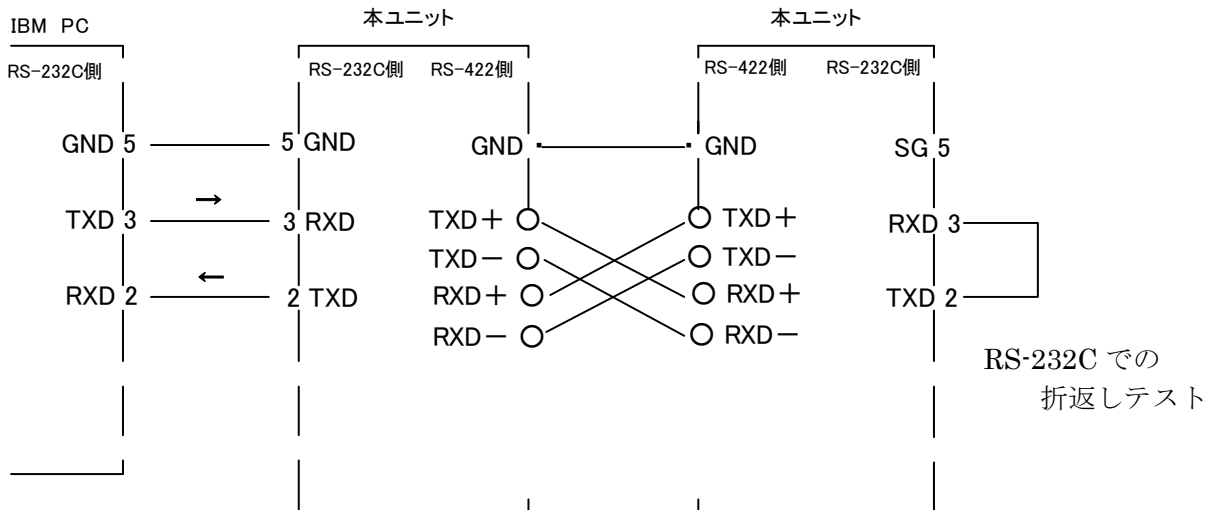 IBM PC
本ユニット
本ユニット
RS-232C側
RS-232C側 RS-422側
RS-422側 RS-232C側
GND 5
5 GND
GND
GND
SG 5
TXD 3
3 RXD
TXD+
TXD+
RXD 3
TXD-
TXD-
RXD 2
2 TXD
RXD+
RXD+
TXD 2
RXD-
RXD-
RS-232C での
折返しテスト